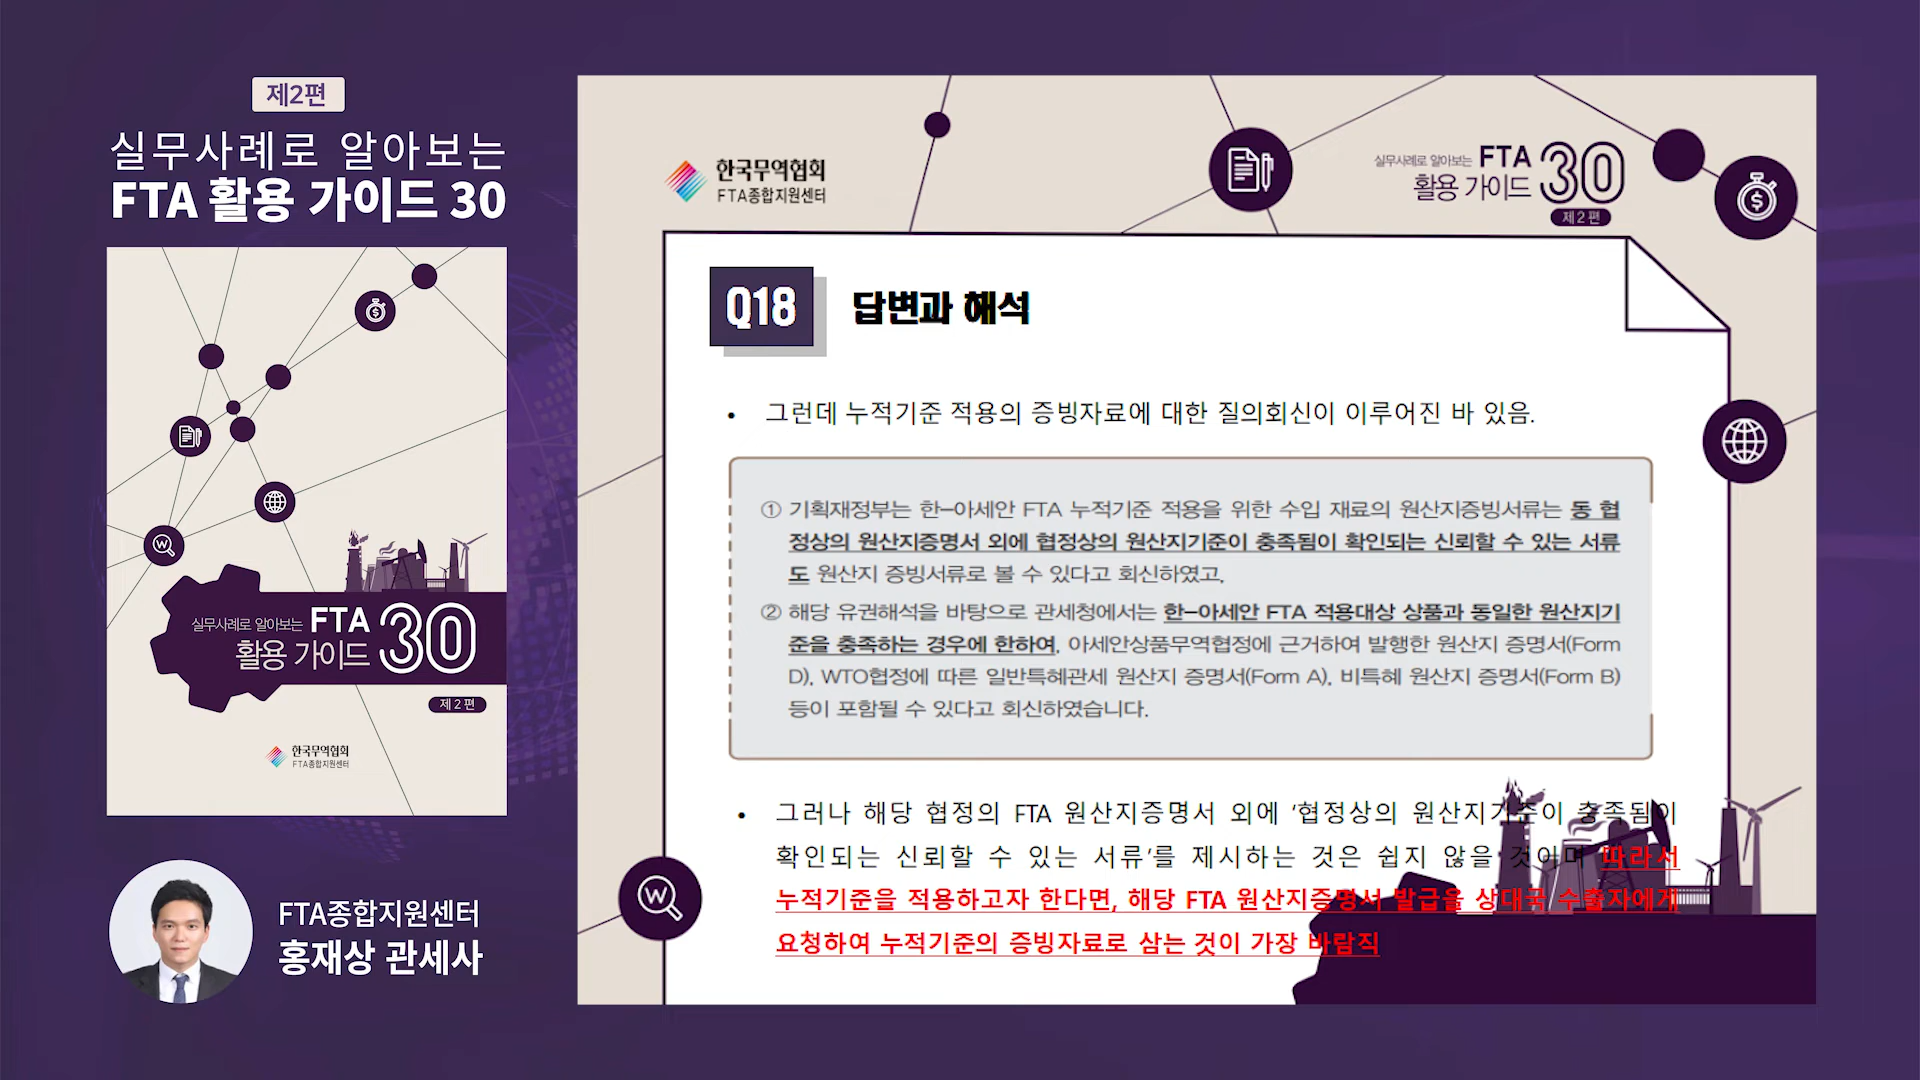 제2편
실무사례로 알아보는
FTA 활용 가이드 30
실무사례로 알아보는 FTA
활용 가이드 30
제2편
한국무역협회
FTA종합지원센터
FTA종합지원센터
홍재상 관세사
한국무역협회
FTA종합지원센터
실무사례로 알아보는 FTA
활용 가이드 30
제2편
Q18 답변과 해석
• 그런데 누적기준 적용의 증빙자료에 대한 질의회신이 이루어진 바 있음.
① 기획재정부는 한-아세안 FTA 누적기준 적용을 위한 수입 재료의 원산지증빙서류는 동 협
정상의 원산지증명서 외에 협정상의 원산지기준이 충족됨이 확인되는 신뢰할 수 있는 서류
도 원산지 증빙서류로 볼 수 있다고 회신하였고,
② 해당 유권해석을 바탕으로 관세청에서는 한-아세안 FTA 적용대상 상품과 동일한 원산지기
준을 충족하는 경우에 한하여, 아세안상품무역협정에 근거하여 발행한 원산지 증명서(Form
D), WTO협정에 따른 일반특혜관세 원산지 증명서(Form A), 비특혜 원산지 증명서(Form B)
등이 포함될 수 있다고 회신하였습니다.
• 그러나 해당 협정의 FTA 원산지증명서 외에 ‘협정상의 원산지기준이 충족됨이
확인되는 신뢰할 수 있는 서류’를 제시하는 것은 쉽지 않을 것이며 따라서
누적기준을 적용하고자 한다면, 해당 FTA 원산지증명서 발급을 상대국 수출자에게
요청하여 누적기준의 증빙자료로 삼는 것이 가장 바람직
W
W